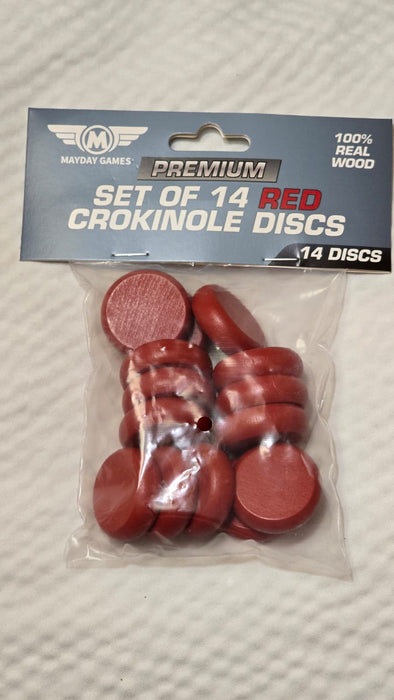 M
MAYDAY GAMES
100%
REAL
WOOD
PREMIUM
SET OF 14 RED
CROKINOLE DISCS
14 DISCS